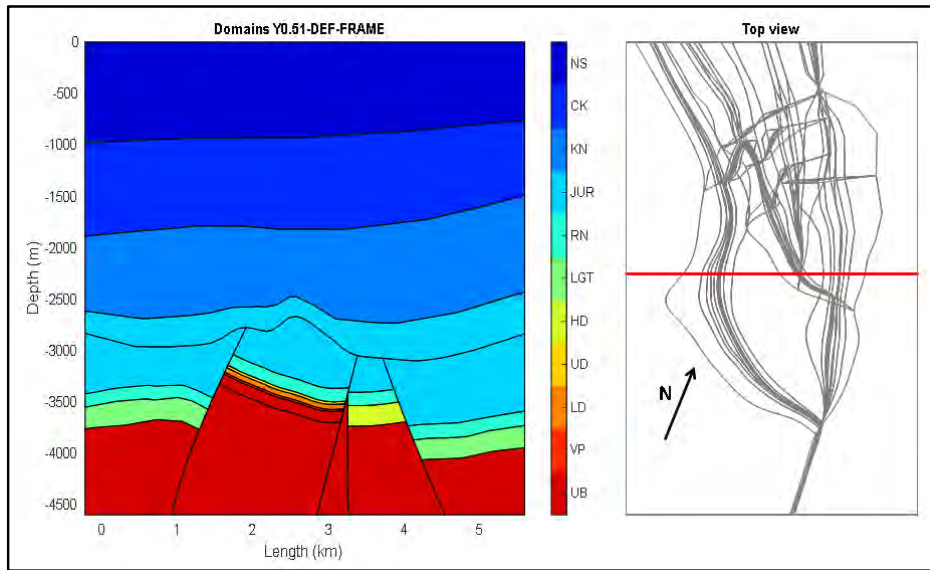 Domains Y0.51-DEF-FRAME
0
-500
-1000
-1500
-2000
-2500
-3000
-3500
-4000
-4500
Depth (m)
0 1 2 3 4 5
Length (km)
NS
CK
KN
JUR
RN
LGT
HD
UD
LD
VP
UB
Top view
N